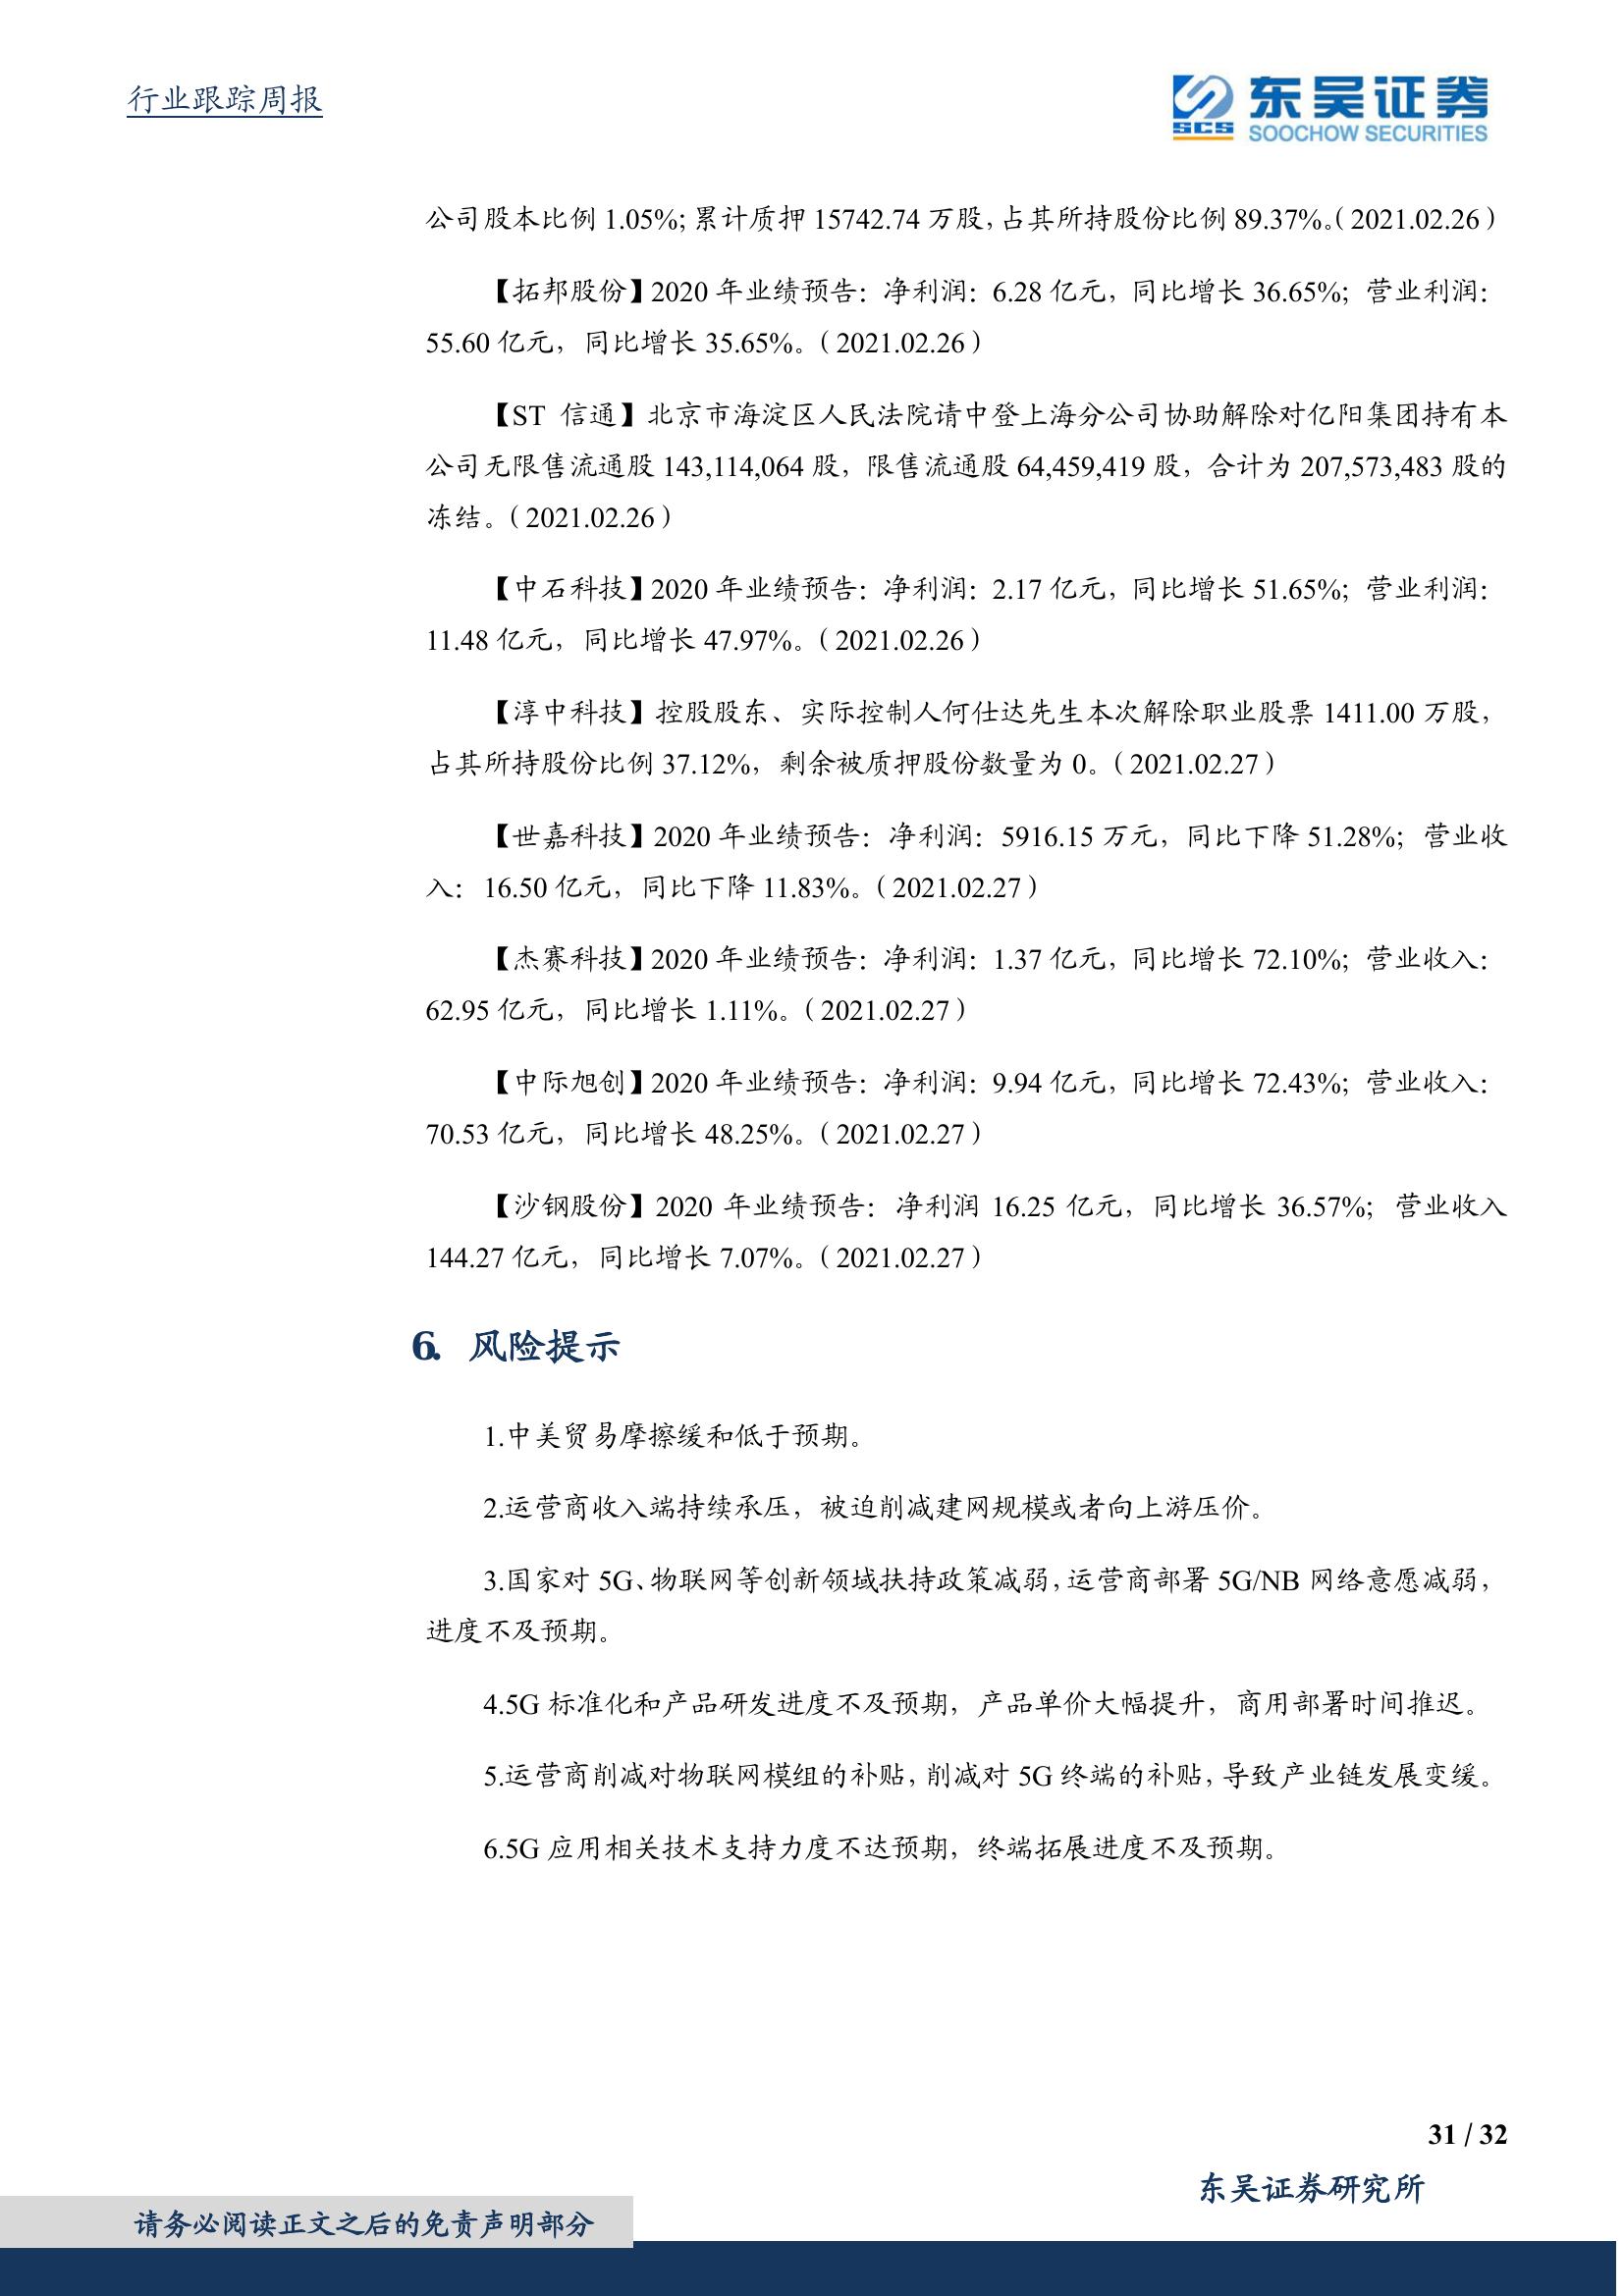 行业跟踪周报
东吴证券
SCS
SOOCHOW SECURITIES
公司股本比例 1.05%; 累计质押 15742.74 万股，占其所持股份比例 89.37%。（2021.02.26）
【拓邦股份】2020 年业绩预告：净利润：6.28 亿元，同比增长 36.65%；营业利润：
55.60 亿元，同比增长 35.65%。（2021.02.26）
【ST 信通】北京市海淀区人民法院请中登上海分公司协助解除对亿阳集团持有本
公司无限售流通股 143,114,064 股，限售流通股 64,459,419 股，合计为 207,573,483 股的
冻结。（2021.02.26）
【中石科技】2020 年业绩预告：净利润：2.17 亿元，同比增长 51.65%；营业利润：
11.48 亿元，同比增长 47.97%。（2021.02.26）
【淳中科技】控股股东、实际控制人何仕达先生本次解除职业股票 1411.00 万股，
占其所持股份比例 37.12%，剩余被质押股份数量为 0。（2021.02.27）
【世嘉科技】2020 年业绩预告：净利润：5916.15 万元，同比下降 51.28%；营业收
入：16.50 亿元，同比下降 11.83%。（2021.02.27）
【杰赛科技】2020 年业绩预告：净利润：1.37 亿元，同比增长 72.10%；营业收入：
62.95 亿元，同比增长 1.11%。（2021.02.27）
【中际旭创】2020 年业绩预告：净利润：9.94 亿元，同比增长 72.43%；营业收入：
70.53 亿元，同比增长 48.25%。（2021.02.27）
【沙钢股份】2020 年业绩预告：净利润 16.25 亿元，同比增长 36.57%；营业收入
144.27 亿元，同比增长 7.07%。（2021.02.27）
6. 风险提示
1.中美贸易摩擦缓和低于预期。
2.运营商收入端持续承压，被迫削减建网规模或者向上游压价。
3.国家对 5G、物联网等创新领域扶持政策减弱，运营商部署 5G/NB 网络意愿减弱，
进度不及预期。
4.5G 标准化和产品研发进度不及预期，产品单价大幅提升，商用部署时间推迟。
5.运营商削减对物联网模组的补贴，削减对 5G 终端的补贴，导致产业链发展变缓。
6.5G 应用相关技术支持力度不达预期，终端拓展进度不及预期。
31 / 32
东吴证券研究所
请务必阅读正文之后的免责声明部分